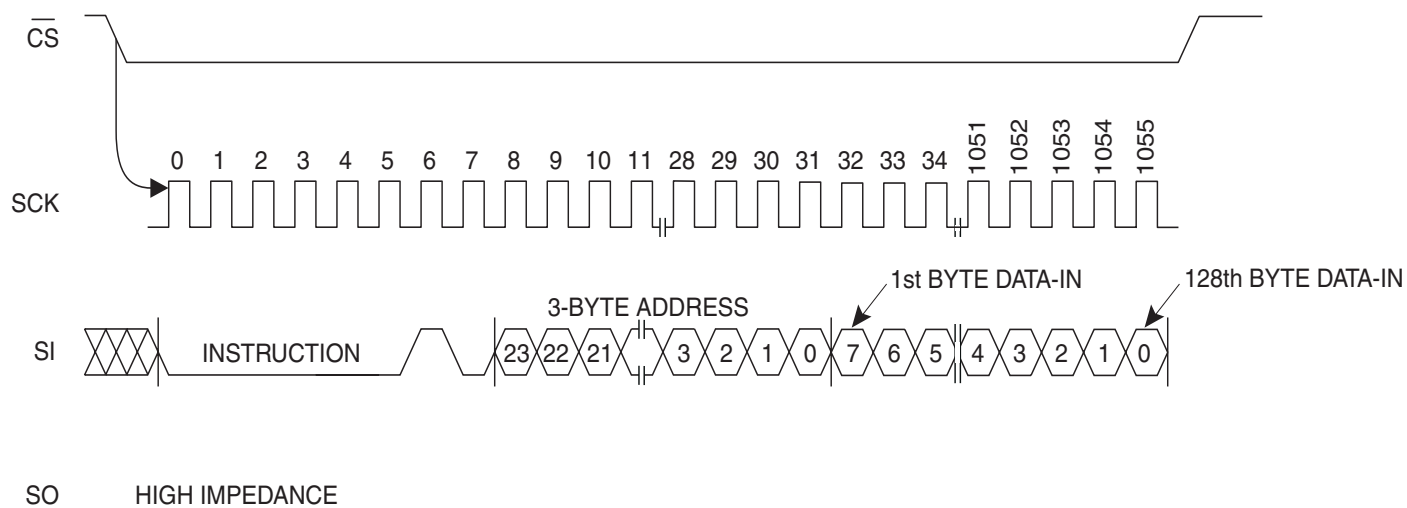 CS
SCK
0 1 2 3 4 5 6 7 8 9 10 11 28 29 30 31 32 33 34 1051 1052 1053 1054 1055
1st BYTE DATA-IN
128th BYTE DATA-IN
3-BYTE ADDRESS
SI
INSTRUCTION
23 22 21 3 2 1 0 7 6 5 4 3 2 1 0
SO
HIGH IMPEDANCE